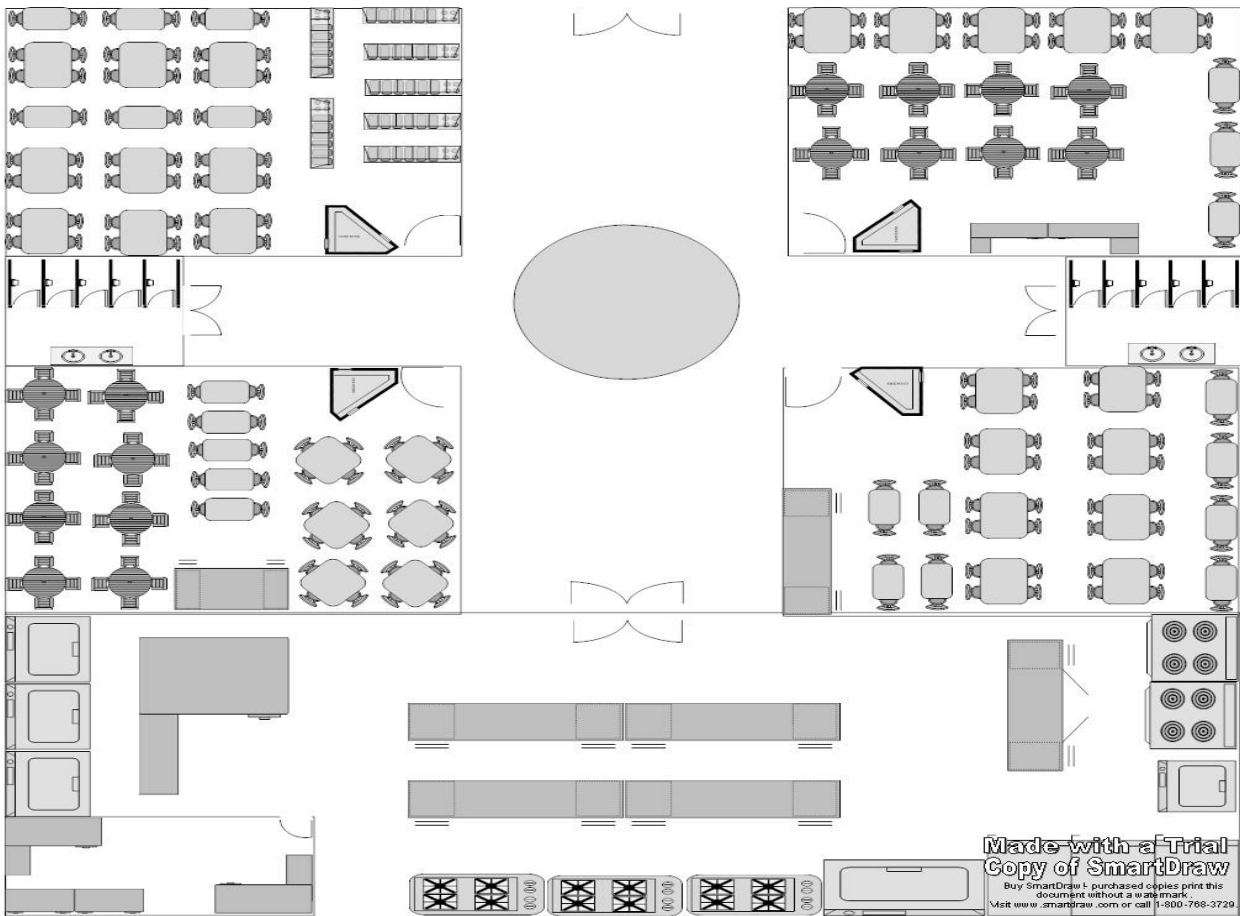 Made with a Trial
Copy of SmartDraw
Buy SmartDraw !- purchased copies print this
document without a watermark .
Visit www .smartdraw .com or call 1-800-768-3729.